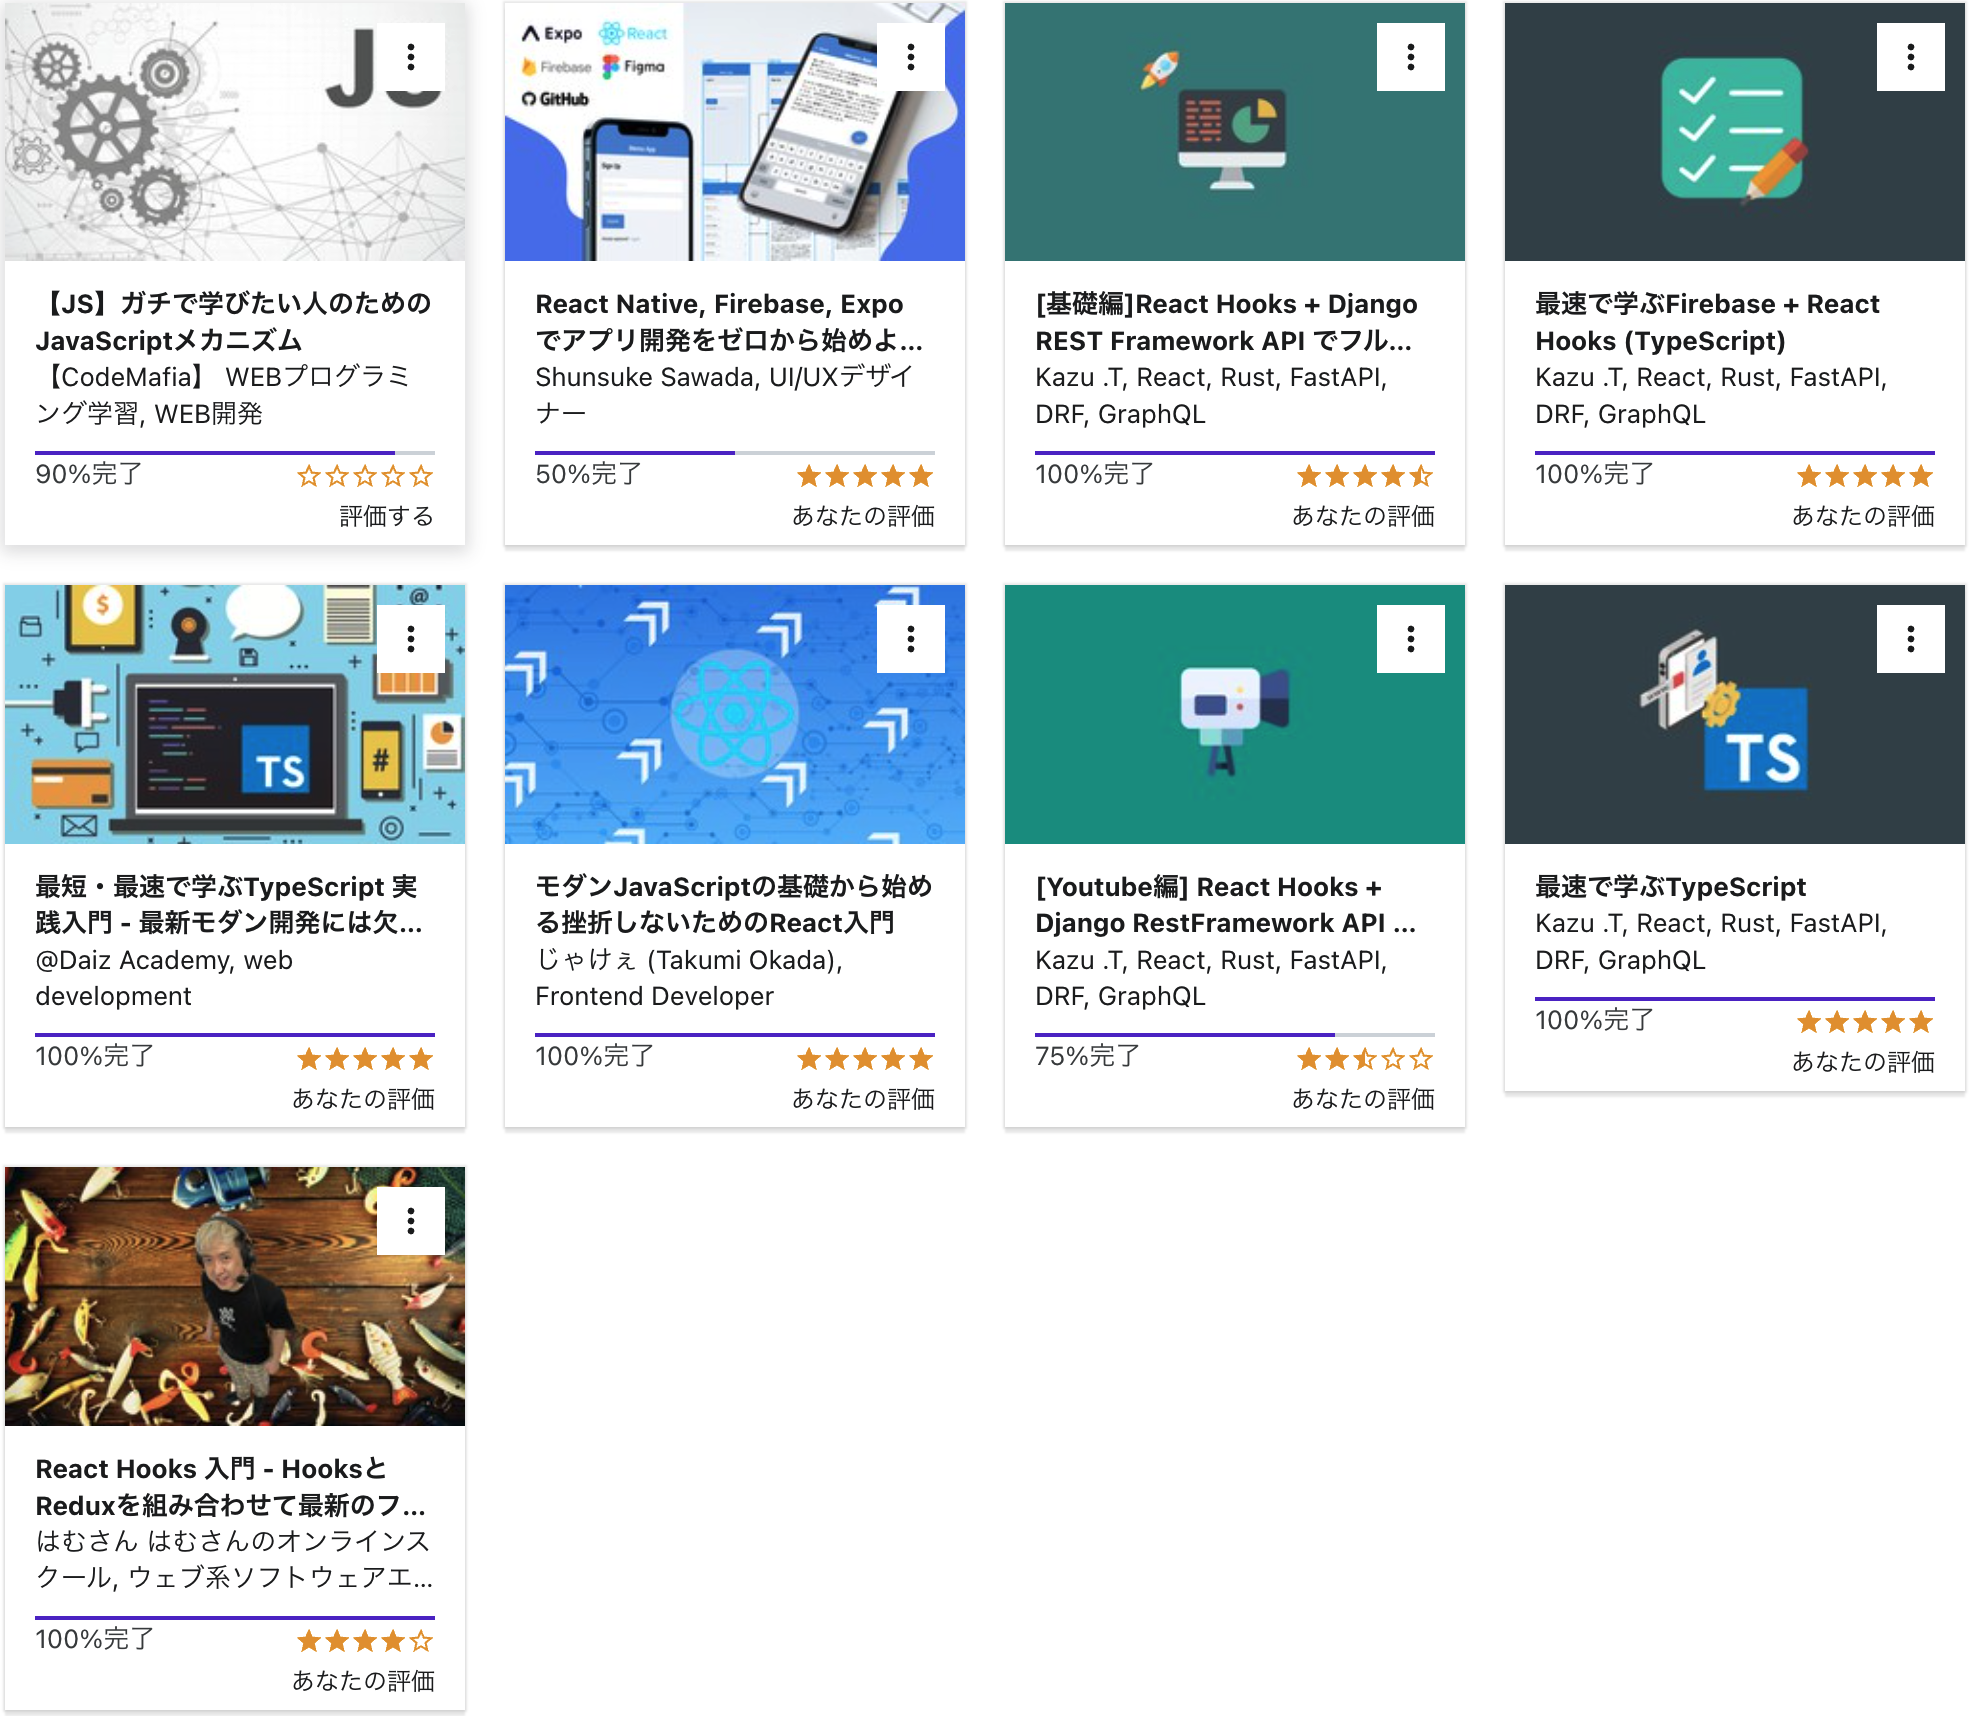 JS
Expo React
Firebase Figma
GitHub
Sign Up
【JS】ガチで学びたい人のための
JavaScriptメカニズム
【CodeMafia】 WEBプログラミ
ング学習, WEB開発
90%完了
評価する
React Native, Firebase, Expo
でアプリ開発をゼロから始めよ...
Shunsuke Sawada, UI/UXデザイ
ナー
50%完了
あなたの評価
[基礎編]React Hooks + Django
REST Framework API でフル...
Kazu .T, React, Rust, FastAPI,
DRF, GraphQL
100%完了
あなたの評価
最速で学ぶFirebase + React
Hooks (TypeScript)
Kazu .T, React, Rust, FastAPI,
DRF, GraphQL
100%完了
あなたの評価
$
@
#
TS
最短・最速で学ぶTypeScript 実
践入門 - 最新モダン開発には欠...
@Daiz Academy, web
development
100%完了
あなたの評価
モダンJavaScriptの基礎から始め
る挫折しないためのReact入門
じゃけぇ (Takumi Okada),
Frontend Developer
100%完了
あなたの評価
[Youtube編] React Hooks +
Django RestFramework API ...
Kazu .T, React, Rust, FastAPI,
DRF, GraphQL
75%完了
あなたの評価
TS
最速で学ぶTypeScript
Kazu .T, React, Rust, FastAPI,
DRF, GraphQL
100%完了
あなたの評価
React Hooks 入門 - Hooksと
Reduxを組み合わせて最新のフ...
はむさん はむさんのオンラインス
クール, ウェブ系ソフトウェアエ...
100%完了
あなたの評価